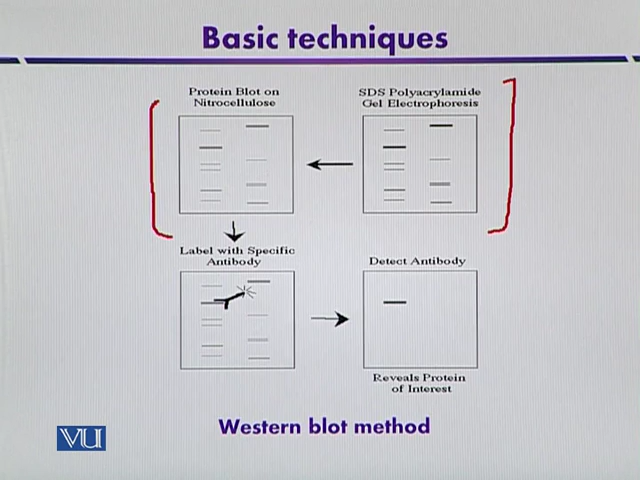 Basic techniques
Protein Blot on
Nitrocellulose
SDS Polyacrylamide
Gel Electrophoresis
Label with Specific
Antibody
Detect Antibody
Reveals Protein
of Interest
Western blot method
VU